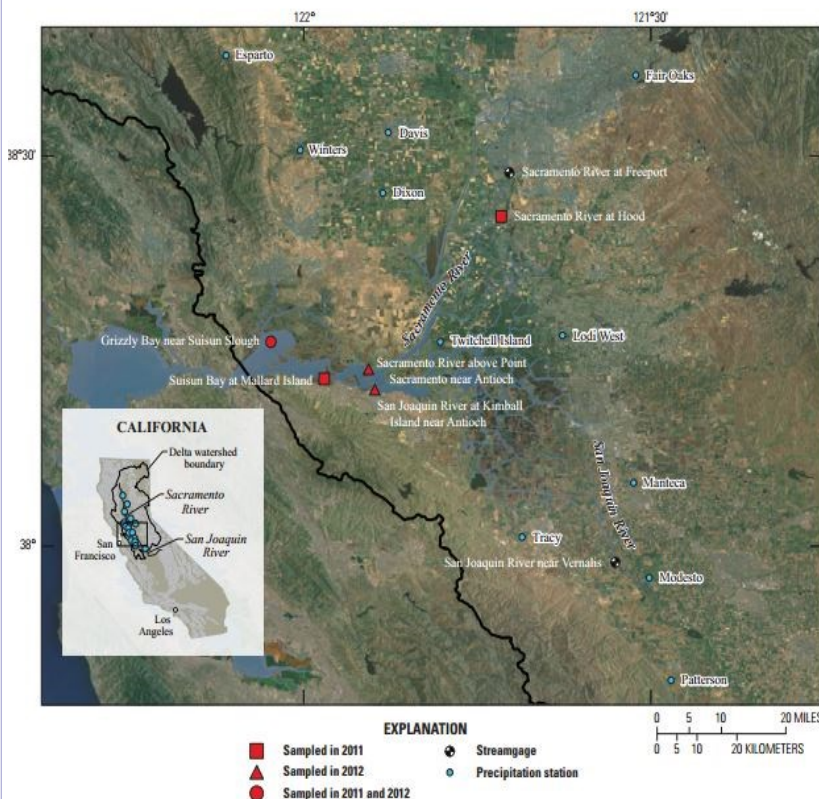 122°
121°30'
Esparto
Fair Oaks
Davis
38°30'
Winters
Sacramento River at Freeport
Dixon
Sacramento River at Hood
Sacramento River
Grizzly Bay near Suisun Slough
Twitchell Island
Lodi West
Sacramento River above Point
Sacramento near Antioch
Suisun Bay at Mallard Island
San Joaquin River at Kimball
Island near Antioch
CALIFORNIA
Delta watershed
boundary
Sacramento
River
San Joaquin
River
San
Francisco
Los
Angeles
San Joaquin River
Manteca
38°
Tracy
San Joaquin River near Vernalis
Modesto
Patterson
EXPLANATION
Sampled in 2011
Streamgage
Sampled in 2012
Precipitation station
Sampled in 2011 and 2012
0 5 10 20 MILES
0 5 10 20 KILOMETERS